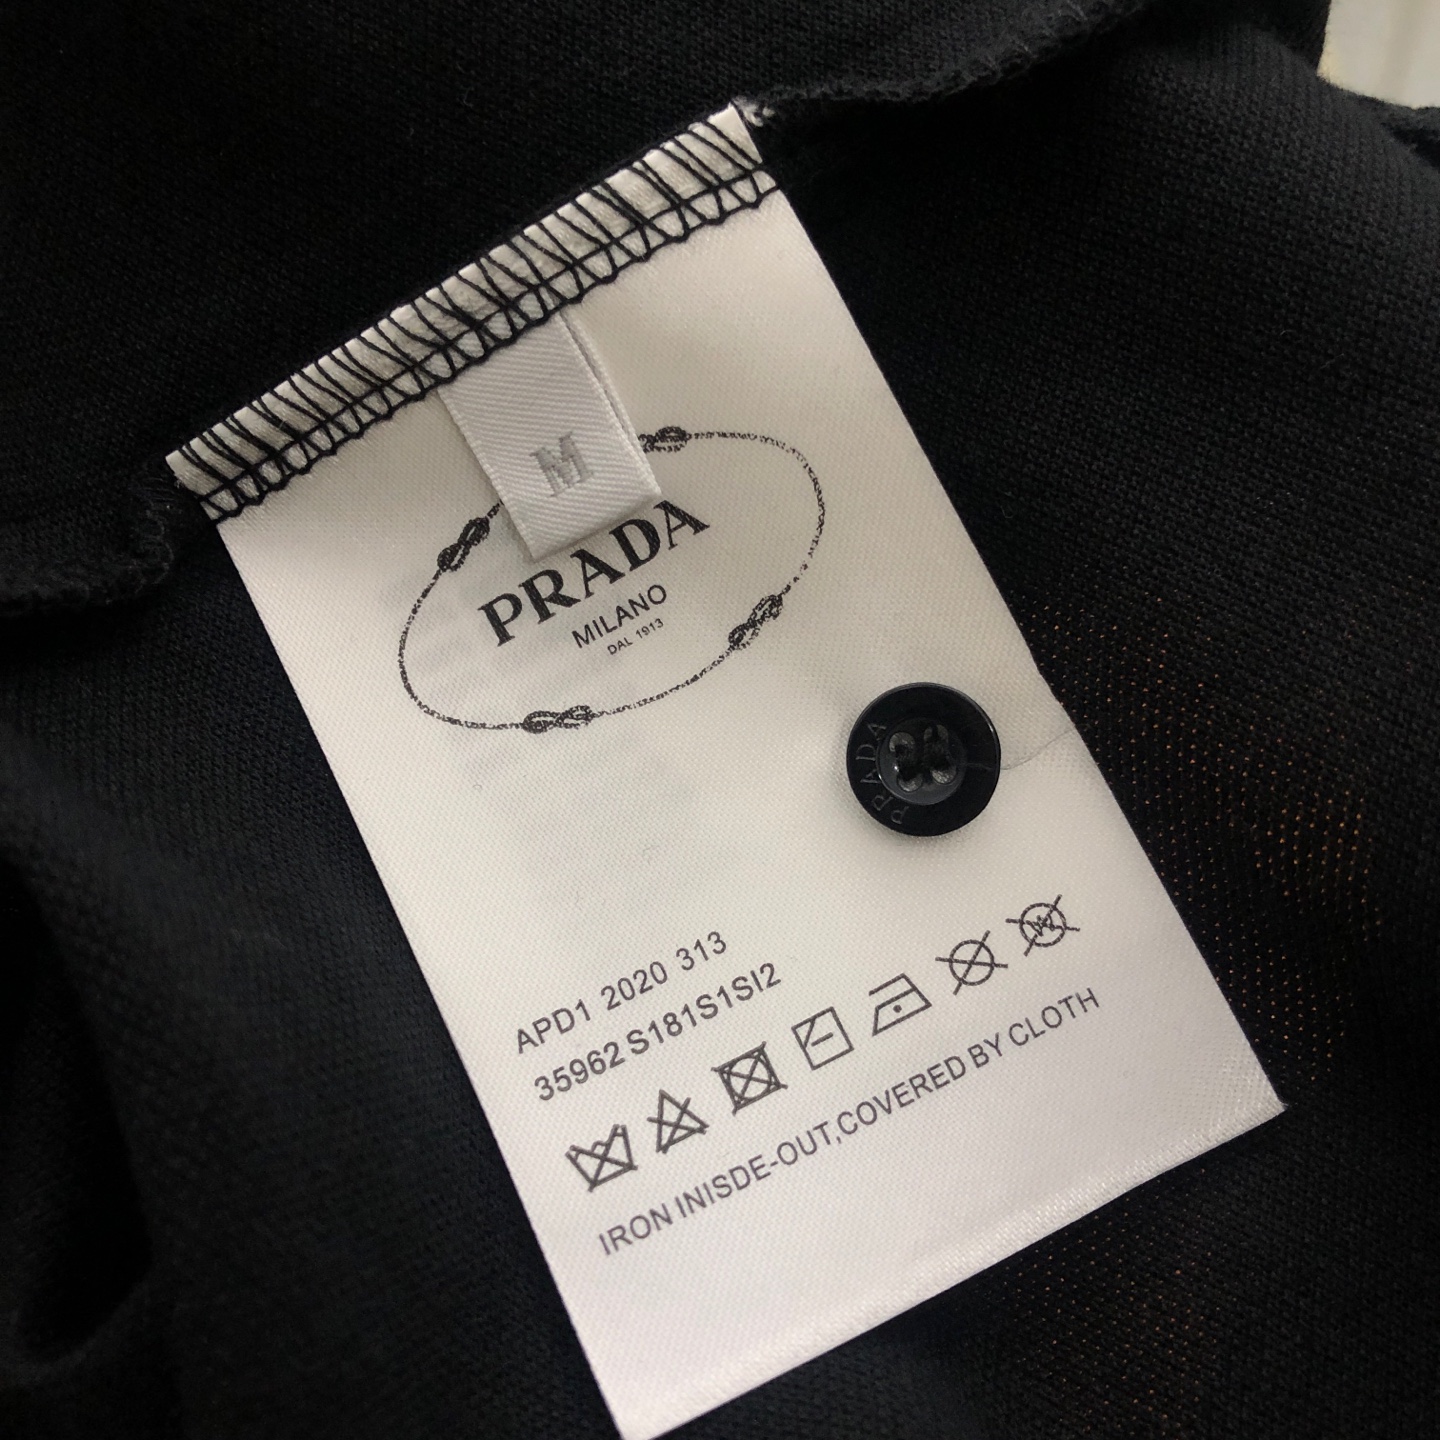 M
PRADA
MILANO
DAL 1913
PRADA
APD1 2020 313
35962 S181S1SI2
IRON INISDE-OUT,COVERED BY CLOTH